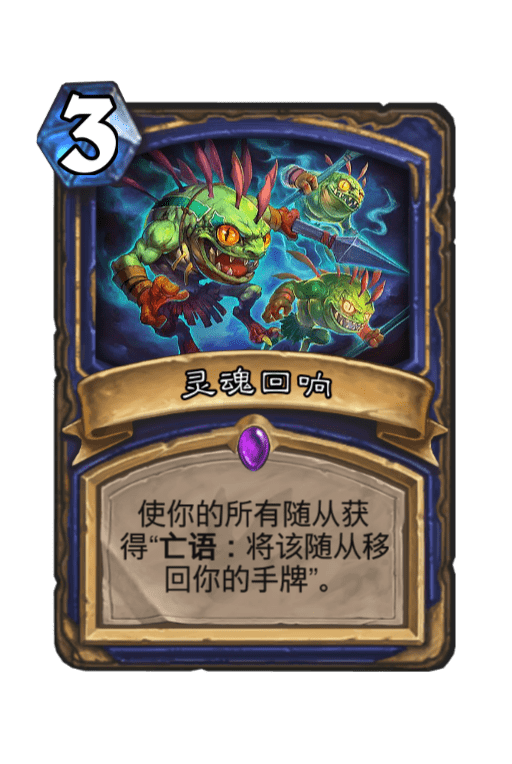 3
灵魂回响
使你的所有随从获
得“亡语：将该随从移
回你的手牌”。